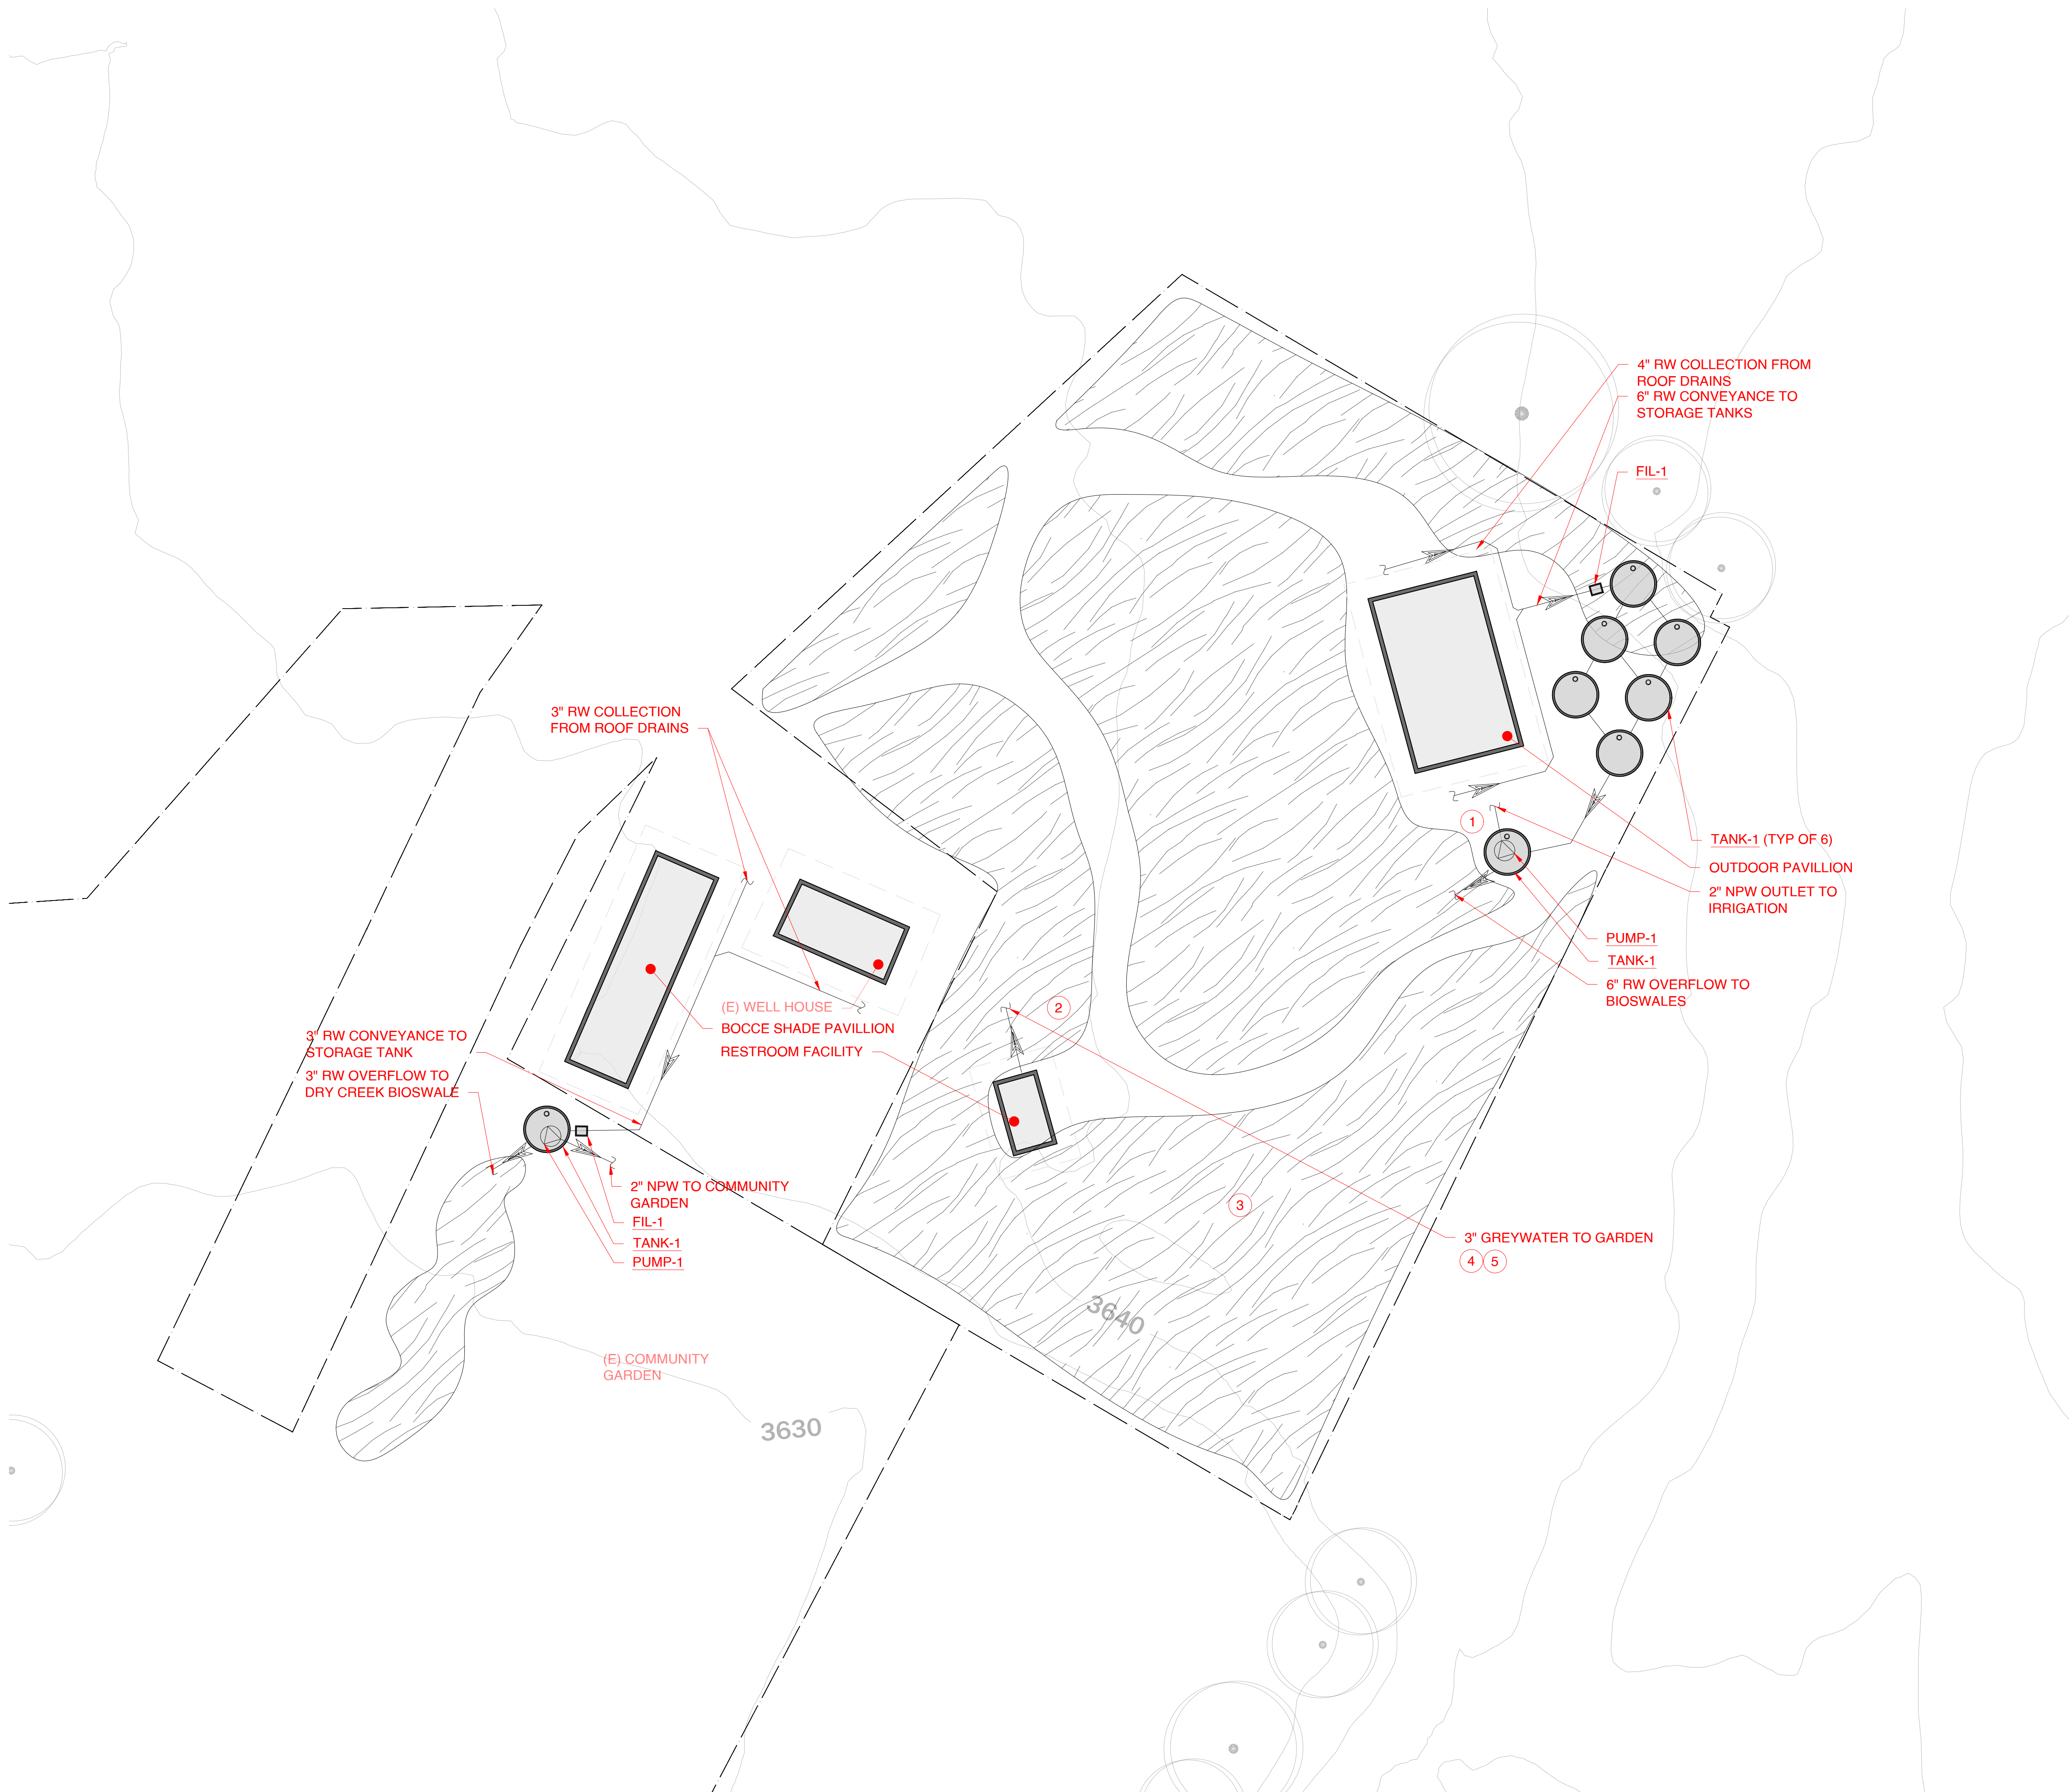 4" RW COLLECTION FROM
ROOF DRAINS
6" RW CONVEYANCE TO
STORAGE TANKS
FIL-1
3" RW COLLECTION
FROM ROOF DRAINS
1
TANK-1 (TYP OF 6)
OUTDOOR PAVILLION
2" NPW OUTLET TO
IRRIGATION
PUMP-1
TANK-1
6" RW OVERFLOW TO
BIOSWALES
(E) WELL HOUSE
BOCCE SHADE PAVILLION
RESTROOM FACILITY
2
3" RW CONVEYANCE TO
STORAGE TANK
3" RW OVERFLOW TO
DRY CREEK BIOSWALE
2" NPW TO COMMUNITY
GARDEN
FIL-1
TANK-1
PUMP-1
3
3" GREYWATER TO GARDEN
4 5
3640
(E) COMMUNITY
GARDEN
3630